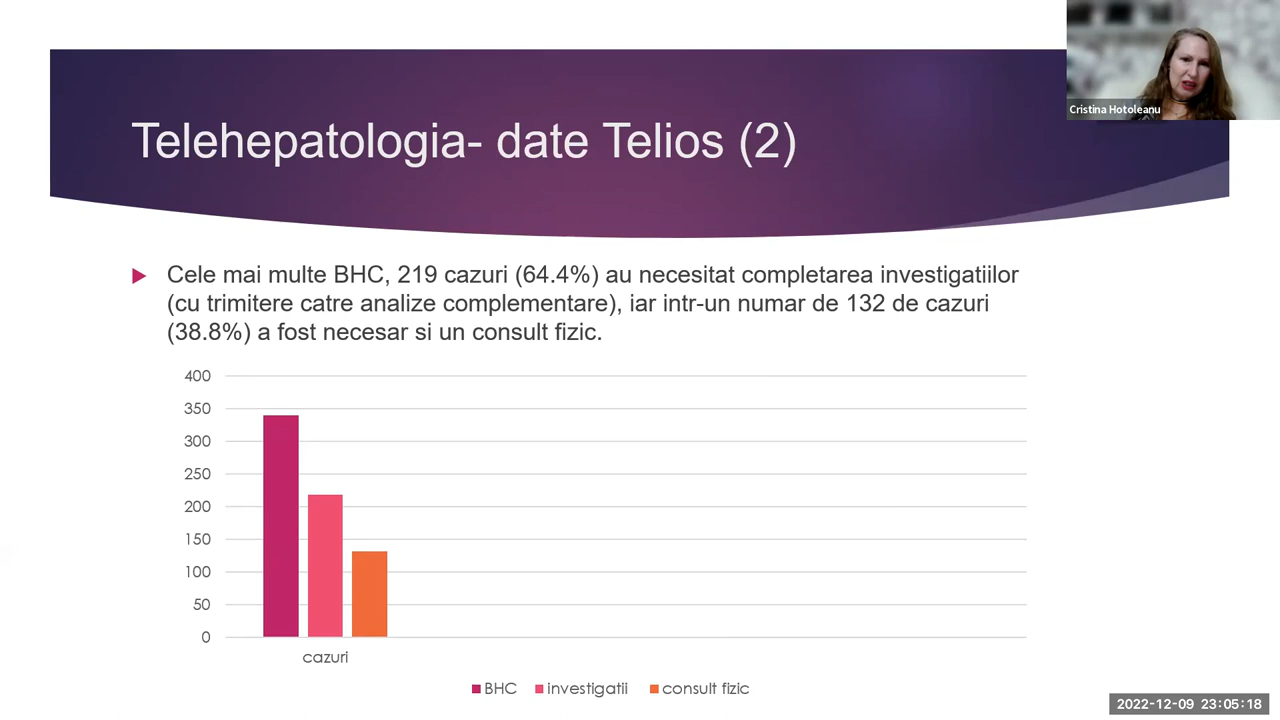 Cristina Hotoleanu
Telehepatologia- date Telios (2)
Cele mai multe BHC, 219 cazuri (64.4%) au necesitat completarea investigatiilor
(cu trimitere catre analize complementare), iar intr-un numar de 132 de cazuri
(38.8%) a fost necesar si un consult fizic.
400
350
300
250
200
150
100
50
0
cazuri
BHC investigatii consult fizic
2022-12-09 23:05:18